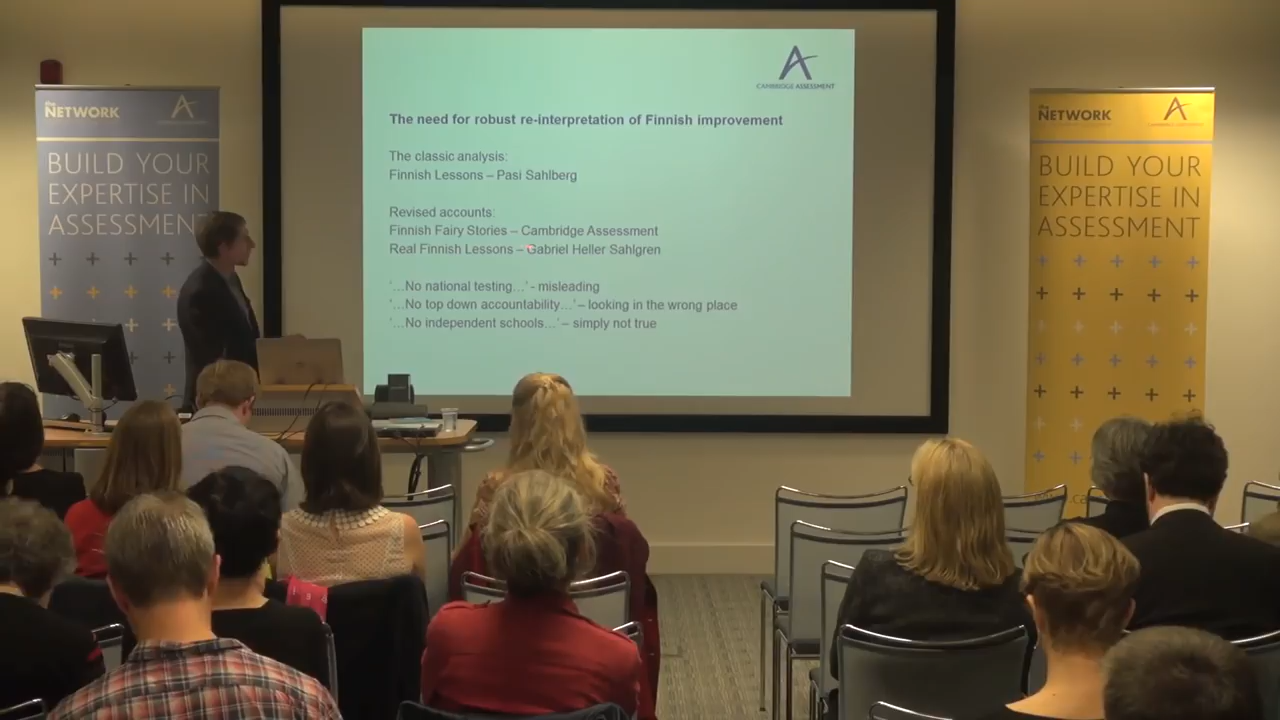 the
NETWORK
BUILD YOUR
EXPERTISE IN
ASSESSMENT
CAMBRIDGE ASSESSMENT
The need for robust re-interpretation of Finnish improvement
The classic analysis:
Finnish Lessons – Pasi Sahlberg
Revised accounts:
Finnish Fairy Stories – Cambridge Assessment
Real Finnish Lessons – Gabriel Heller Sahlgren
'…No national testing…' - misleading
'…No top down accountability…' – looking in the wrong place
'…No independent schools…' – simply not true
the
NETWORK
BUILD YOUR
EXPERTISE IN
ASSESSMENT